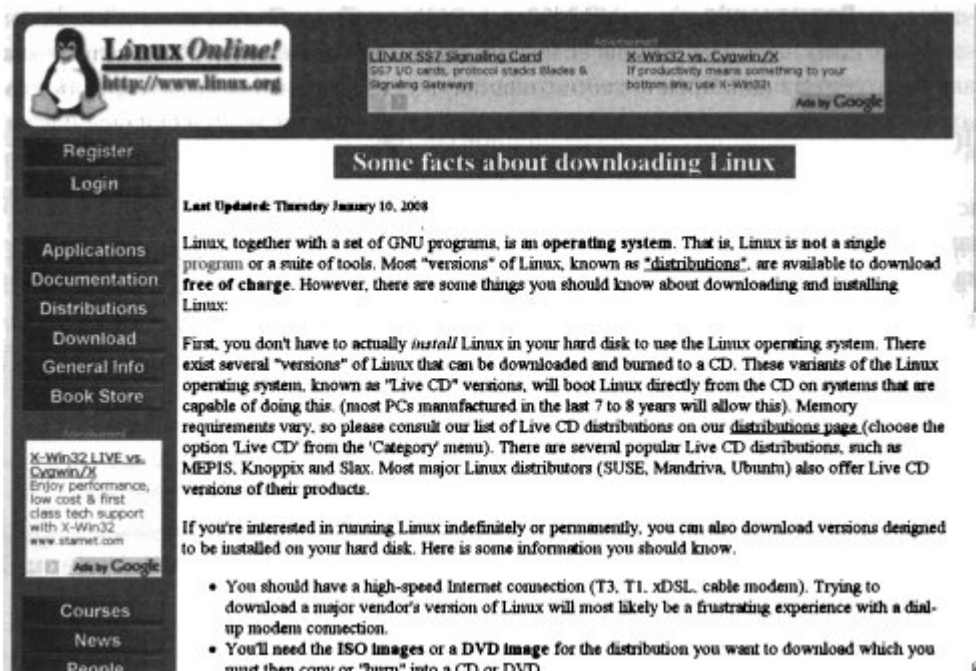 Linux Online!
http://www.linux.org
Advertisement
LINUX SS7 Signaling Card
SS7 I/O cards, protocol stacks Blades &
Signaling Gateways
X-Win32 vs. Cygwin/X
If productivity means something to your
bottom line, use X-Win32!
Ads by Google
Register
Login
Applications
Documentation
Distributions
Download
General Info
Book Store
Advertisement
X-Win32 LIVE vs.
Cygwin/X
Enjoy performance,
low cost & first
class tech support
with X-Win32
www.starnet.com
Ads by Google
Courses
News
People
Some facts about downloading Linux
Last Updated: Thursday January 10, 2008
Linux, together with a set of GNU programs, is an operating system. That is, Linux is not a single
program or a suite of tools. Most "versions" of Linux, known as "distributions", are available to download
free of charge. However, there are some things you should know about downloading and installing
Linux:
First, you don't have to actually install Linux in your hard disk to use the Linux operating system. There
exist several "versions" of Linux that can be downloaded and burned to a CD. These variants of the Linux
operating system, known as "Live CD" versions, will boot Linux directly from the CD on systems that are
capable of doing this. (most PCs manufactured in the last 7 to 8 years will allow this). Memory
requirements vary, so please consult our list of Live CD distributions on our distributions page (choose the
option 'Live CD' from the 'Category' menu). There are several popular Live CD distributions, such as
MEPIS, Knoppix and Slax. Most major Linux distributors (SUSE, Mandriva, Ubuntu) also offer Live CD
versions of their products.
If you're interested in running Linux indefinitely or permanently, you can also download versions designed
to be installed on your hard disk. Here is some information you should know.
• You should have a high-speed Internet connection (T3, T1, xDSL, cable modem). Trying to
download a major vendor's version of Linux will most likely be a frustrating experience with a dial-
up modem connection.
• You'll need the ISO images or a DVD image for the distribution you want to download which you
must then copy or "burn" into a CD or DVD.